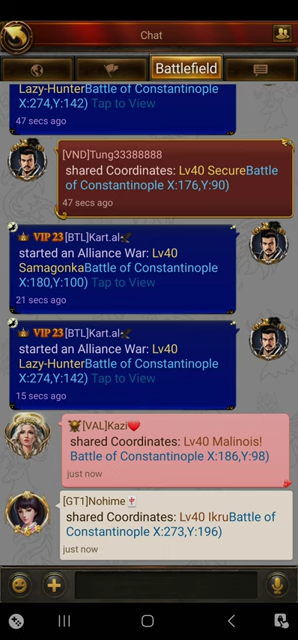 Chat
Battlefield
Lazy-HunterBattle of Constantinople
X:274,Y:142) Tap to View
47 secs ago
[VND]Tung33388888
shared Coordinates: Lv40 SecureBattle
of Constantinople X:176,Y:90)
47 secs ago
VIP 23 [BTL]Kart.al
started an Alliance War: Lv40
SamagonkaBattle of Constantinople
X:180,Y:100) Tap to View
21 secs ago
VIP 23 [BTL]Kart.al
started an Alliance War: Lv40
Lazy-HunterBattle of Constantinople
X:274,Y:142) Tap to View
15 secs ago
[VAL]Kazi❤️
shared Coordinates: Lv40 Malinois!
Battle of Constantinople X:186,Y:98)
just now
[GT1]Nohime
shared Coordinates: Lv40 IkruBattle of
Constantinople X:273,Y:196)
just now